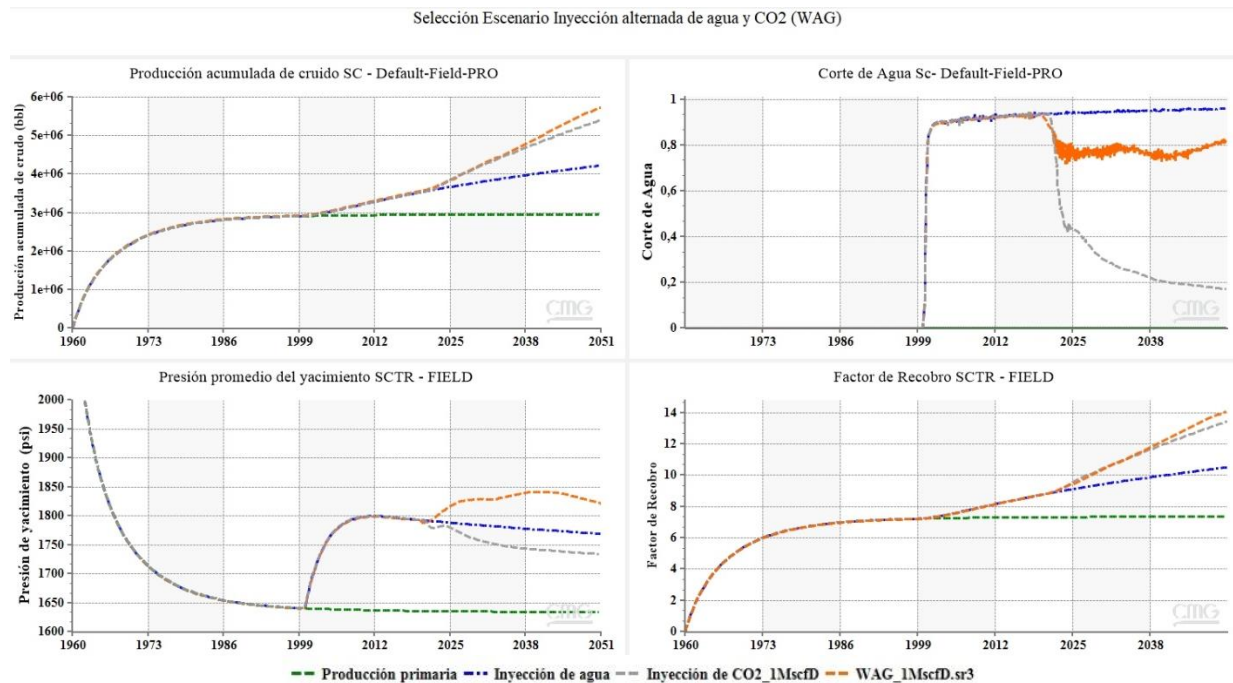 Selección Escenario Inyección alternada de agua y CO2 (WAG)
Producción acumulada de cruido SC - Default-Field-PRO
Producción acumulada de crudo (bbl)
6e+06
5e+06
4e+06
3e+06
2e+06
1e+06
0
1960 1973 1986 1999 2012 2025 2038 2051
CMG
Corte de Agua Sc- Default-Field-PRO
Corte de Agua
1
0,8
0,6
0,4
0,2
0
1973 1986 1999 2012 2025 2038
CMG
Presión promedio del yacimiento SCTR - FIELD
Presión de yacimiento (psi)
2000
1950
1900
1850
1800
1750
1700
1650
1600
1960 1973 1986 1999 2012 2025 2038 2051
CMG
Factor de Recobro SCTR - FIELD
Factor de Recobro
14
12
10
8
6
4
2
0
1960 1973 1986 1999 2012 2025 2038
CMG
Producción primaria Inyección de agua Inyección de CO2_1MscfD WAG_1MscfD.sr3